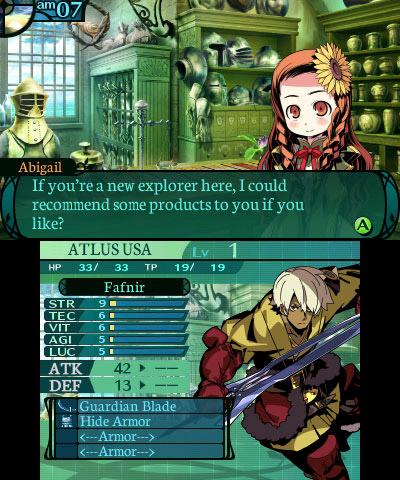 am07
Abigail
If you're a new explorer here, I could
recommend some products to you if you
like?
A
ATLUS USA Lv 1
HP 33/ 33 TP 19/ 19
Fafnir
STR 9
TEC 6
VIT 6
AGI 5
LUC 5
ATK 42 ▶ --
DEF 13 ▶ --
Guardian Blade
Hide Armor
<---Armor--->
<---Armor--->